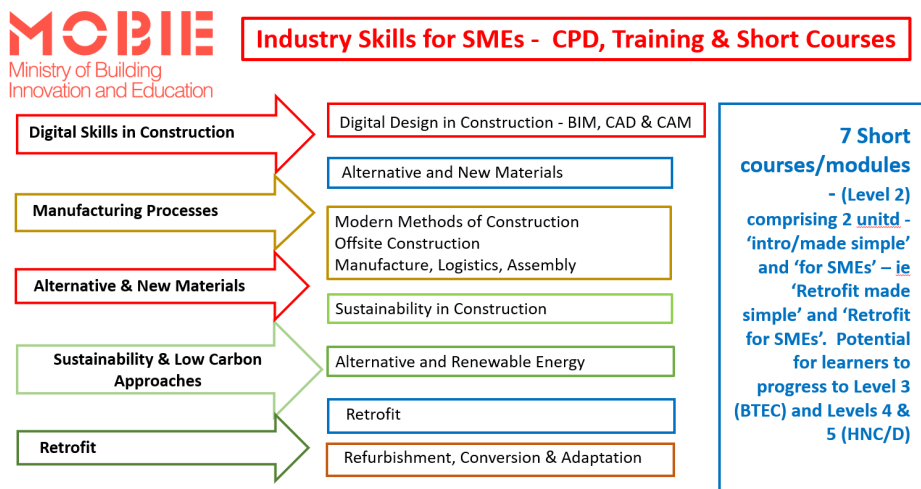 MOBIE
Ministry of Building
Innovation and Education
Industry Skills for SMEs - CPD, Training & Short Courses
Digital Skills in Construction
Manufacturing Processes
Alternative & New Materials
Sustainability & Low Carbon
Approaches
Retrofit
Digital Design in Construction - BIM, CAD & CAM
Alternative and New Materials
Modern Methods of Construction
Offsite Construction
Manufacture, Logistics, Assembly
Sustainability in Construction
Alternative and Renewable Energy
Retrofit
Refurbishment, Conversion & Adaptation
7 Short
courses/modules
- (Level 2)
comprising 2 unitd -
‘intro/made simple’
and ‘for SMEs’ – ie
‘Retrofit made
simple’ and ‘Retrofit
for SMEs’. Potential
for learners to
progress to Level 3
(BTEC) and Levels 4 &
5 (HNC/D)